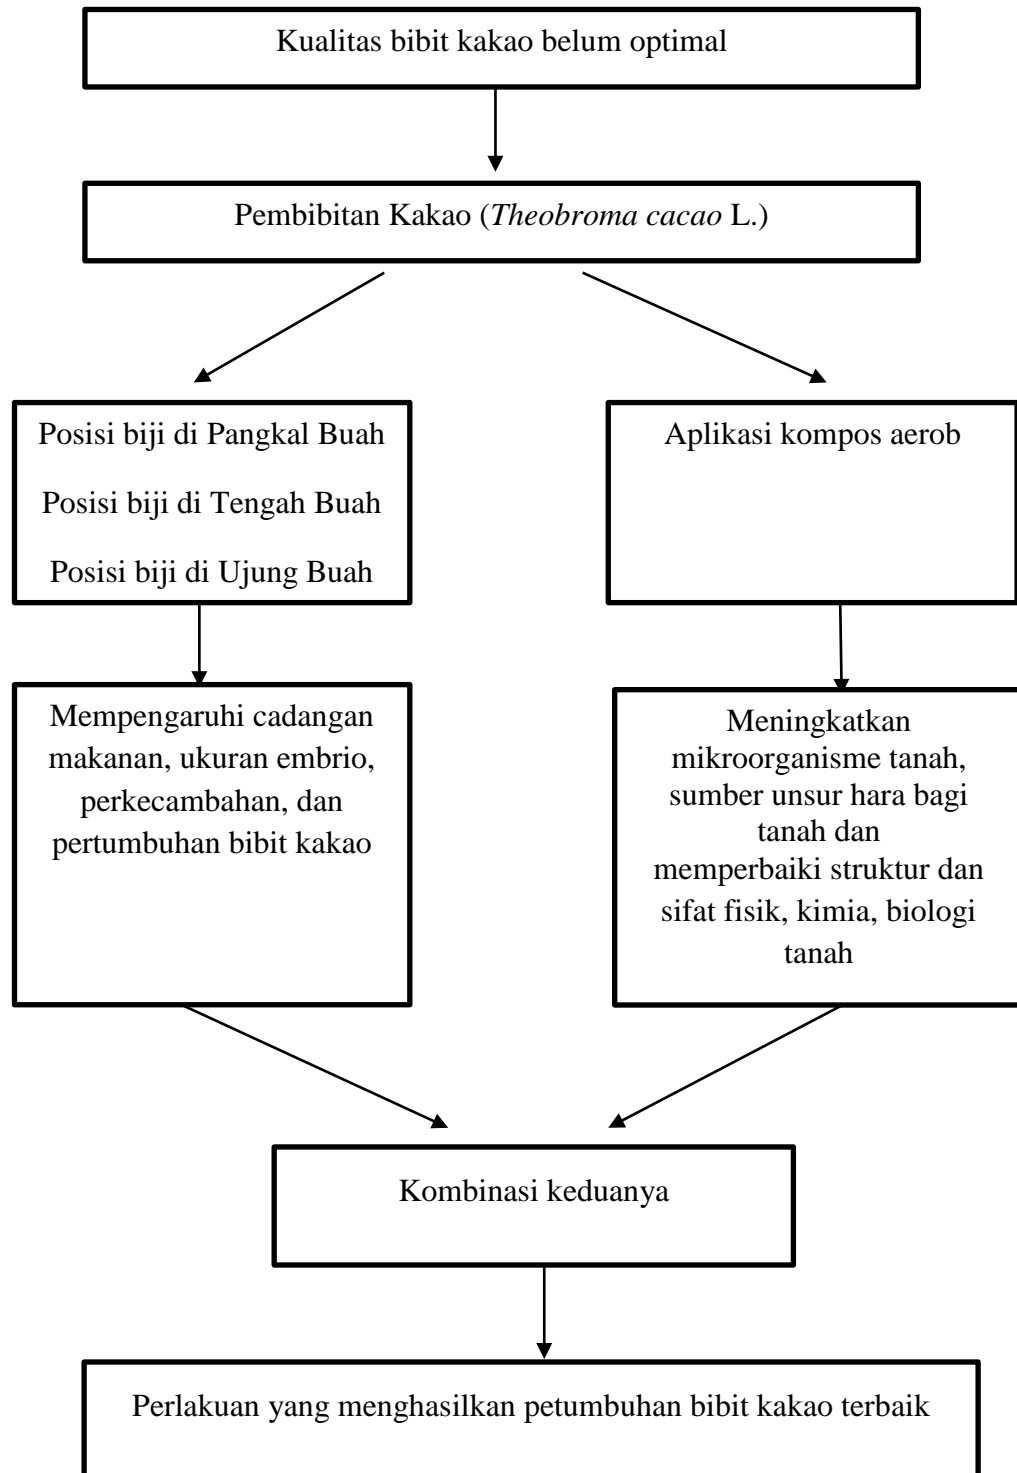 Kualitas bibit kakao belum optimal
Pembibitan Kakao (Theobroma cacao L.)
Posisi biji di Pangkal Buah
Posisi biji di Tengah Buah
Posisi biji di Ujung Buah
Aplikasi kompos aerob
Mempengaruhi cadangan
makanan, ukuran embrio,
perkecambahan, dan
pertumbuhan bibit kakao
Meningkatkan
mikroorganisme tanah,
sumber unsur hara bagi
tanah dan
memperbaiki struktur dan
sifat fisik, kimia, biologi
tanah
Kombinasi keduanya
Perlakuan yang menghasilkan petumbuhan bibit kakao terbaik